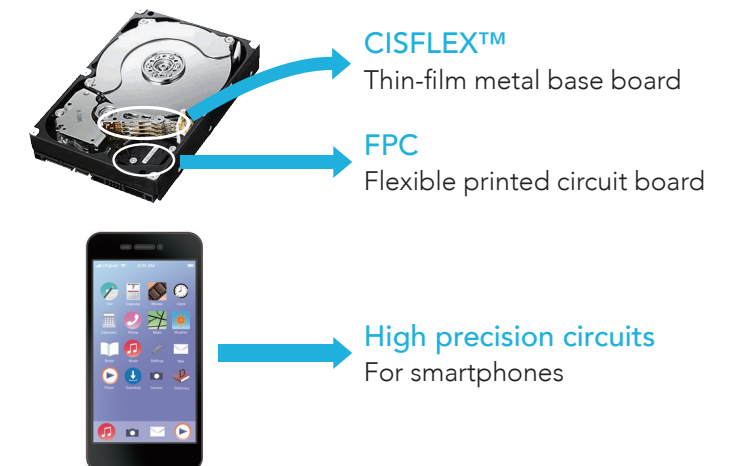 CISFLEX™
Thin-film metal base board
FPC
Flexible printed circuit board
High precision circuits
For smartphones